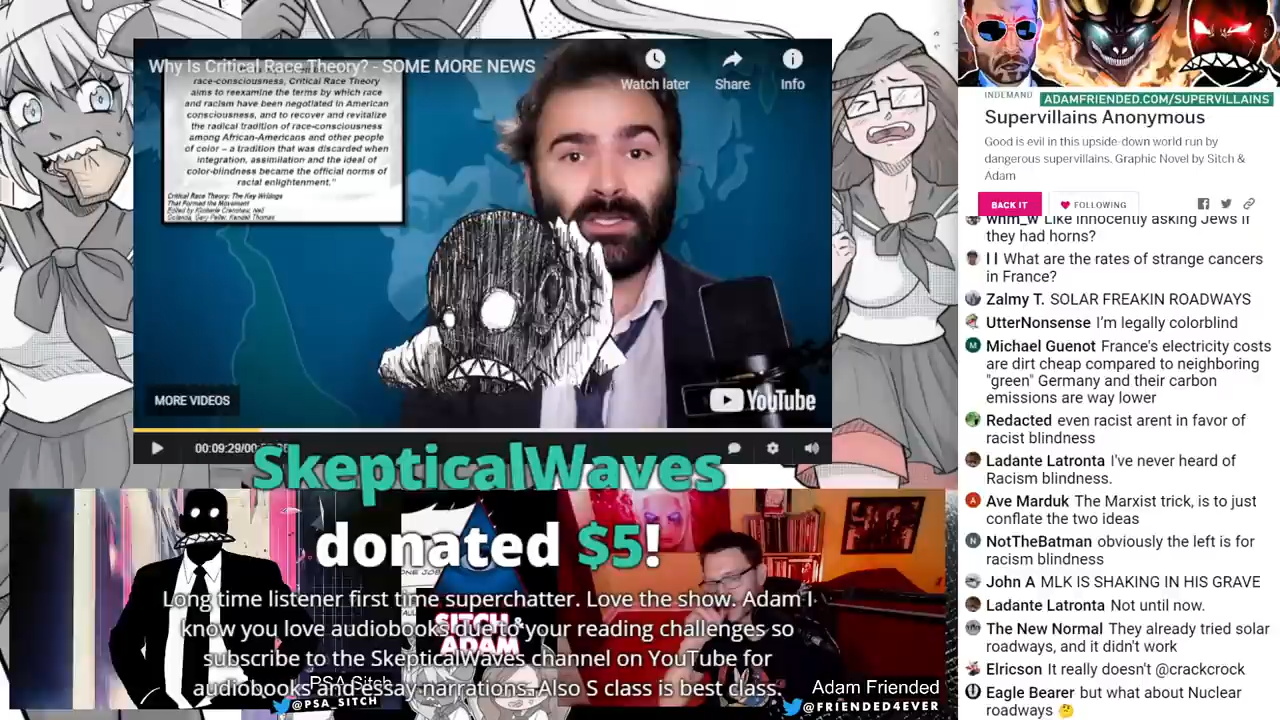 Why Is Critical Race Theory? - SOME MORE NEWS
Watch later
Share
Info
race-consciousness, Critical Race Theory
aims to reexamine the terms by which race
and racism have been negotiated in American
consciousness, and to recover and revitalize
the radical tradition of race-consciousness
among African-Americans and other people
of color – a tradition that was discarded when
integration, assimilation and the ideal of
color-blindness became the official norms of
racial enlightenment."
Critical Race Theory: The Key Writings
That Formed the Movement
MORE VIDEOS
YouTube
00:09:29/00:
SkepticalWaves
donated $5!
Long time listener first time superchatter. Love the show. Adam I
know you love audiobooks due to your reading challenges so
subscribe to the SkepticalWaves channel on YouTube for
audiobooks and essay narrations. Also S class is best class.
SITCH &
ADAM
PSA Sitch
@PSA_SITCH
Adam Friended
@FRIENDED4EVER
INDEMAND
ADAMFRIENDED.COM/SUPERVILLAINS
Supervillains Anonymous
Good is evil in this upside-down world run by
dangerous supervillains. Graphic Novel by Sitch &
Adam
BACK IT
FOLLOWING
Like innocently asking Jews if
they had horns?
I I What are the rates of strange cancers
in France?
Zalmy T. SOLAR FREAKIN ROADWAYS
UtterNonsense I'm legally colorblind
Michael Guenot France's electricity costs
are dirt cheap compared to neighboring
"green" Germany and their carbon
emissions are way lower
Redacted even racist arent in favor of
racist blindness
Ladante Latronta I've never heard of
Racism blindness.
Ave Marduk The Marxist trick, is to just
conflate the two ideas
NotTheBatman obviously the left is for
racism blindness
John A MLK IS SHAKING IN HIS GRAVE
Ladante Latronta Not until now.
The New Normal They already tried solar
roadways, and it didn't work
Elricson It really doesn't @crackcrock
Eagle Bearer but what about Nuclear
roadways 🤔